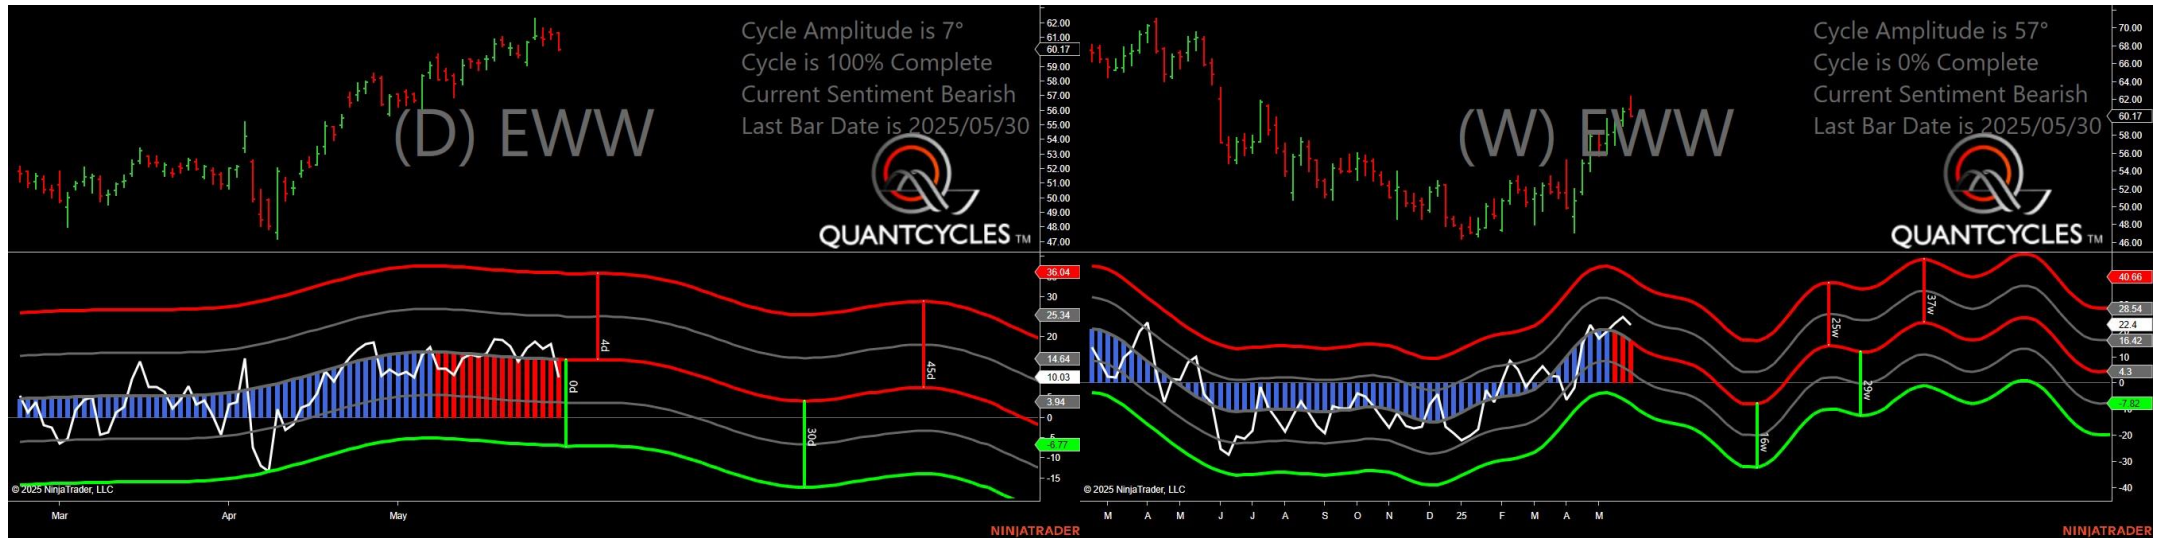 Cycle Amplitude is 7°
Cycle is 100% Complete
Current Sentiment Bearish
Last Bar Date is 2025/05/30
(D) EWW
QUANTCYCLES TM
62.00
61.00
60.17
59.00
58.00
57.00
56.00
55.00
54.00
53.00
52.00
51.00
50.00
49.00
48.00
47.00
36.04
30
25.34
20
14.64
10.03
3.94
0
-5
-6.77
-10
-15
4d
0d
30d
45d
© 2025 NinjaTrader, LLC
Mar
Apr
May
NINJATRADER
Cycle Amplitude is 57°
Cycle is 0% Complete
Current Sentiment Bearish
Last Bar Date is 2025/05/30
(W) EWW
QUANTCYCLES TM
70.00
68.00
66.00
64.00
62.00
60.17
58.00
56.00
54.00
52.00
50.00
48.00
46.00
40.66
28.54
22.4
16.42
10
4.3
0
-7.82
-20
-30
-40
16w
25w
29w
37w
© 2025 NinjaTrader, LLC
M A M J J A S O N D 25 F M A M
NINJATRADER